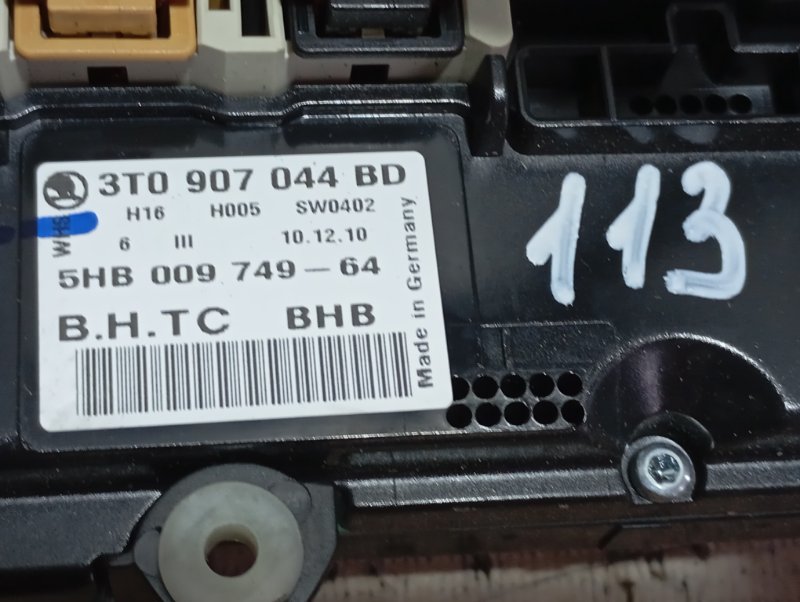 3T0 907 044 BD
H16 H005 SW0402
6 III 10.12.10
5HB 009 749-64
B.H.TC BHB
Made in Germany
113